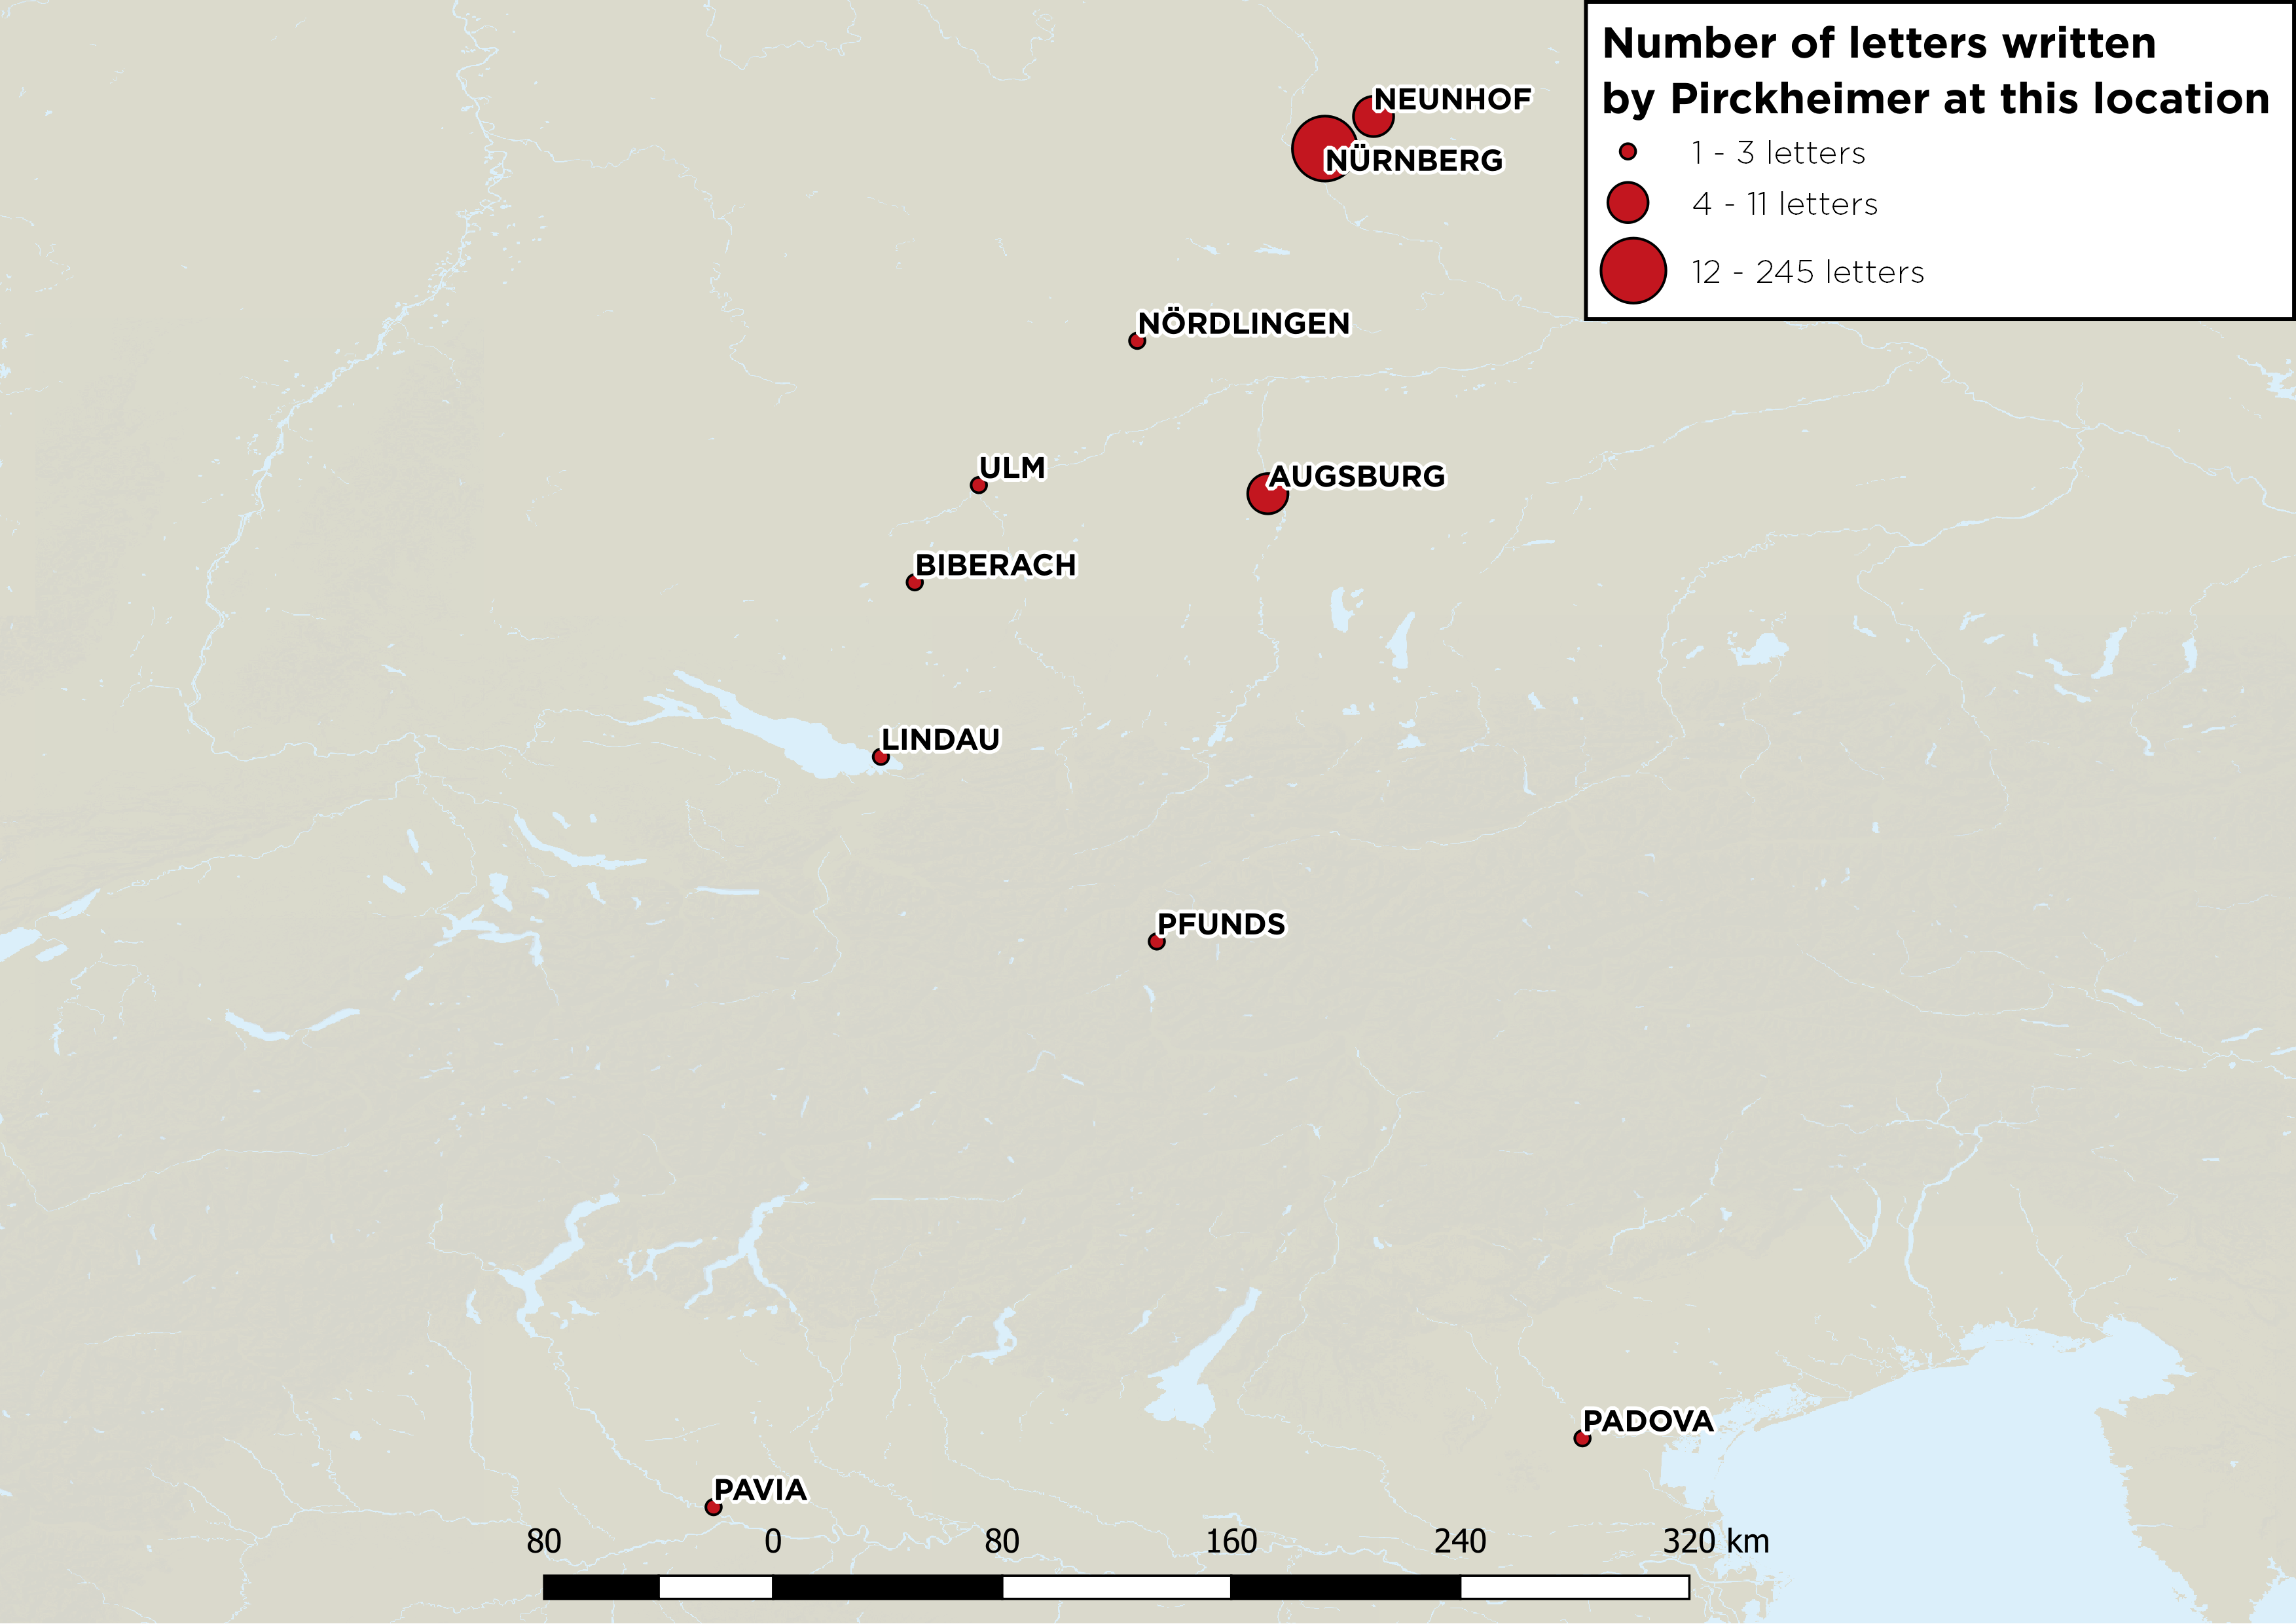 Number of letters written
by Pirckheimer at this location
1 - 3 letters
4 - 11 letters
12 - 245 letters
NEUNHOF
NÜRNBERG
NÖRDLINGEN
ULM
AUGSBURG
BIBERACH
LINDAU
PFUNDS
PADOVA
PAVIA
80 0 80 160 240 320 km